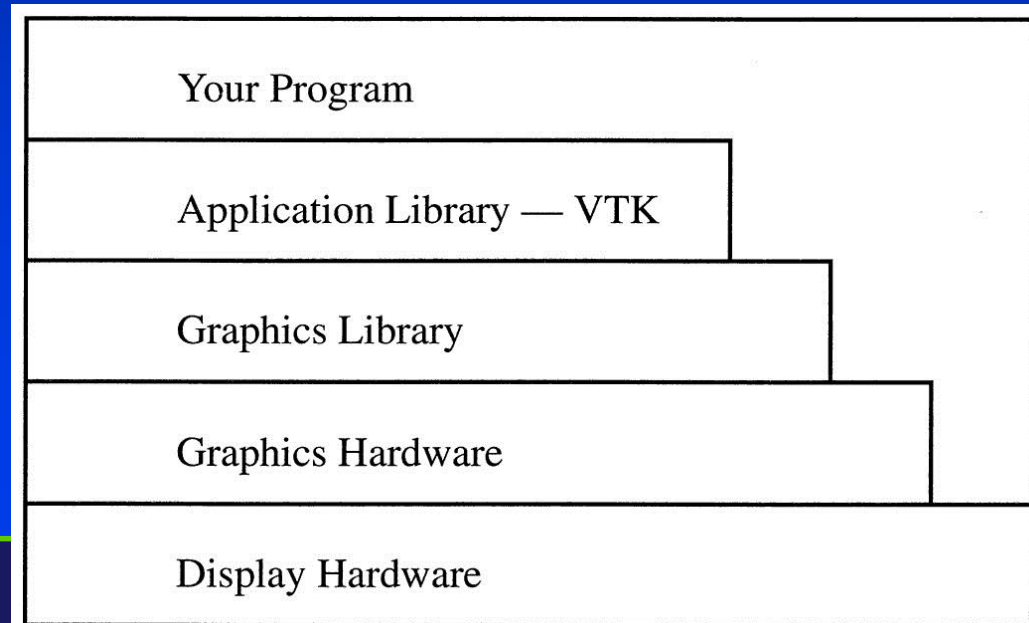 Your Program
Application Library — VTK
Graphics Library
Graphics Hardware
Display Hardware